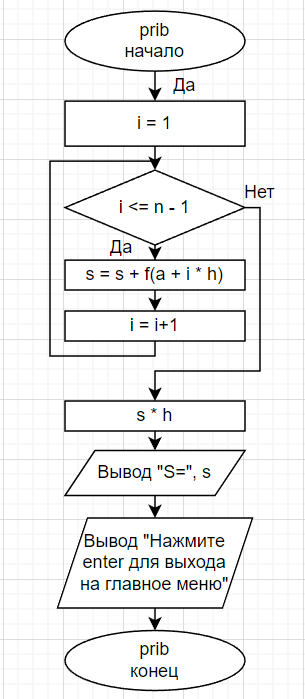 prib
начало
Да
i = 1
i <= n - 1
Нет
Да
s = s + f(a + i * h)
i = i+1
s * h
Вывод "S=", s
Вывод "Нажмите
enter для выхода
на главное меню"
prib
конец